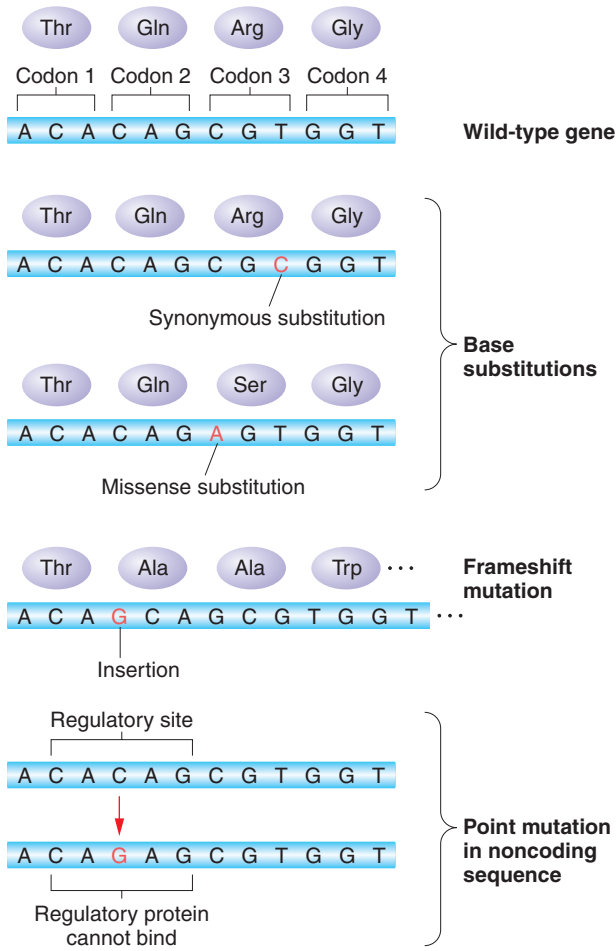 Thr Gln Arg Gly
Codon 1 Codon 2 Codon 3 Codon 4
A C A C A G C G T G G T
Wild-type gene
Thr Gln Arg Gly
A C A C A G C G C G G T
Synonymous substitution
Thr Gln Ser Gly
A C A C A G A G T G G T
Missense substitution
Base
substitutions
Thr Ala Ala Trp ...
A C A G C A G C G T G G T ...
Insertion
Frameshift
mutation
Regulatory site
A C A C A G C G T G G T
A C A G A G C G T G G T
Regulatory protein
cannot bind
Point mutation
in noncoding
sequence